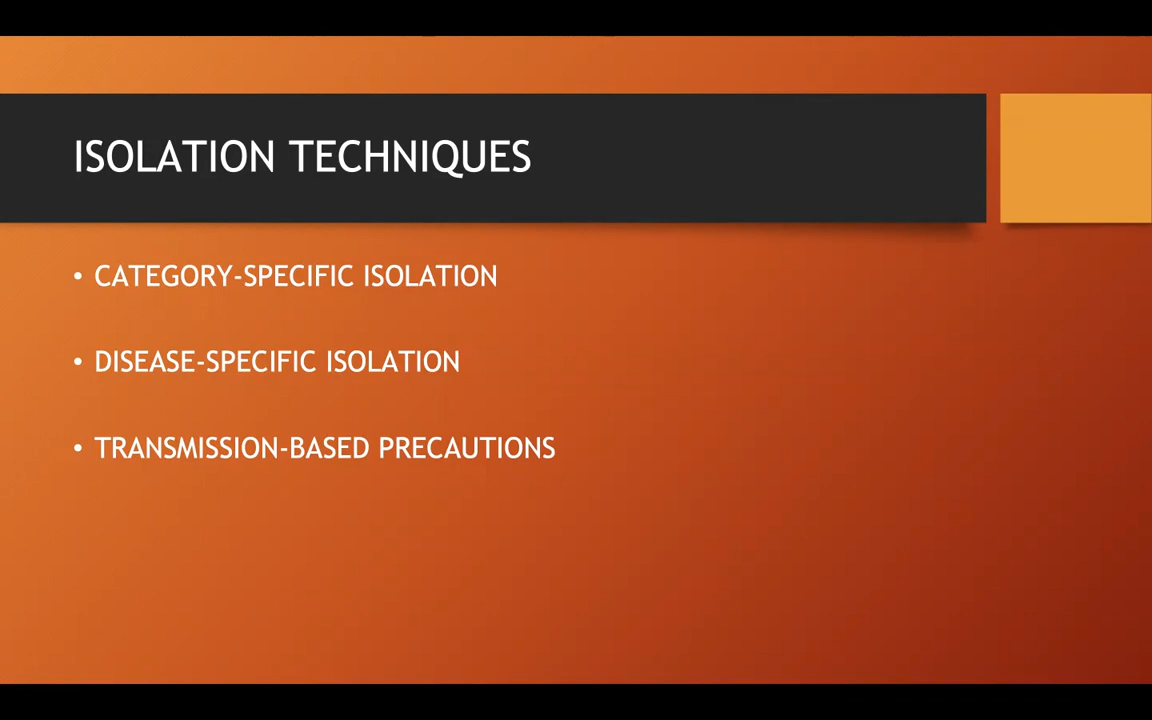 ISOLATION TECHNIQUES
• CATEGORY-SPECIFIC ISOLATION
• DISEASE-SPECIFIC ISOLATION
• TRANSMISSION-BASED PRECAUTIONS